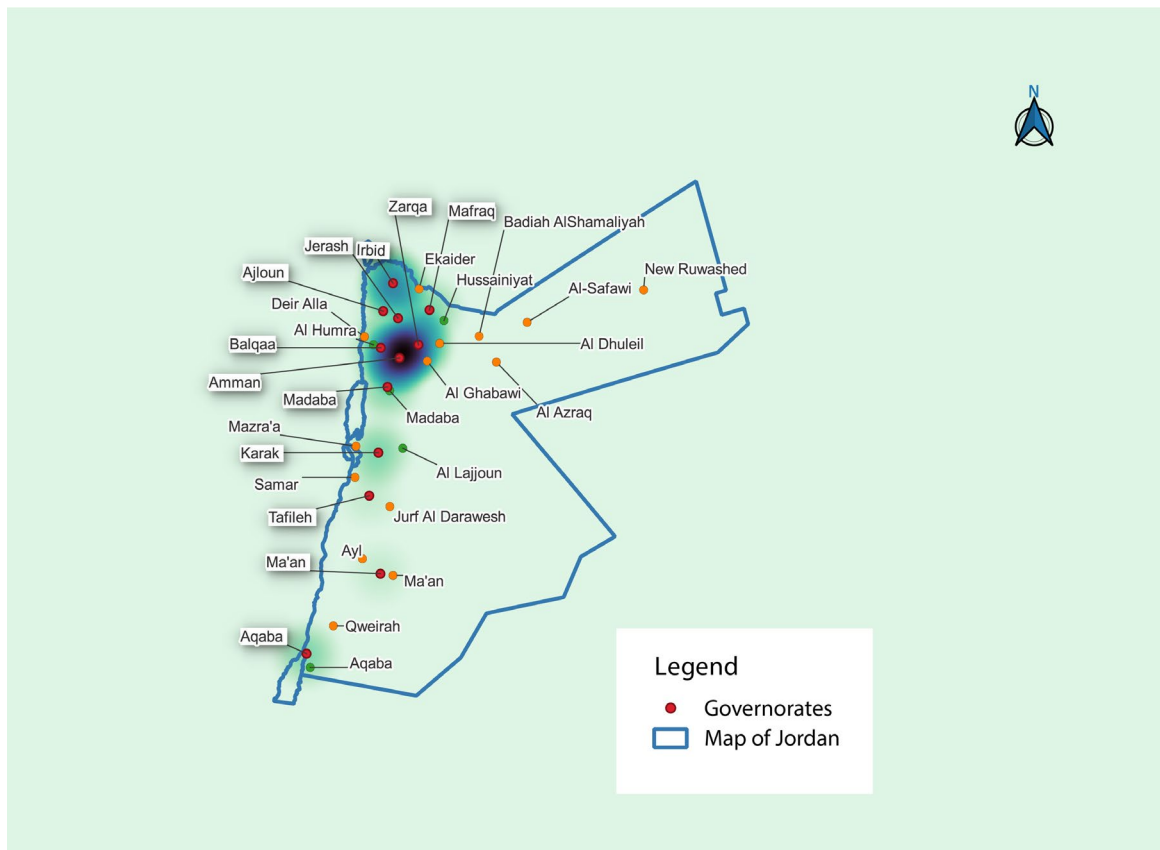 N
Zarqa
Mafraq
Badiah AlShamaliyah
Jerash
Irbid
Ekaider
Ajloun
Hussainiyat
New Ruwashed
Al-Safawi
Deir Alla
Al Humra
Balqaa
Al Dhuleil
Amman
Al Ghabawi
Madaba
Madaba
Al Azraq
Mazra'a
Karak
Al Lajjoun
Samar
Tafileh
Jurf Al Darawesh
Ayl
Ma'an
Ma'an
Qweirah
Aqaba
Aqaba
Legend
Governorates
Map of Jordan